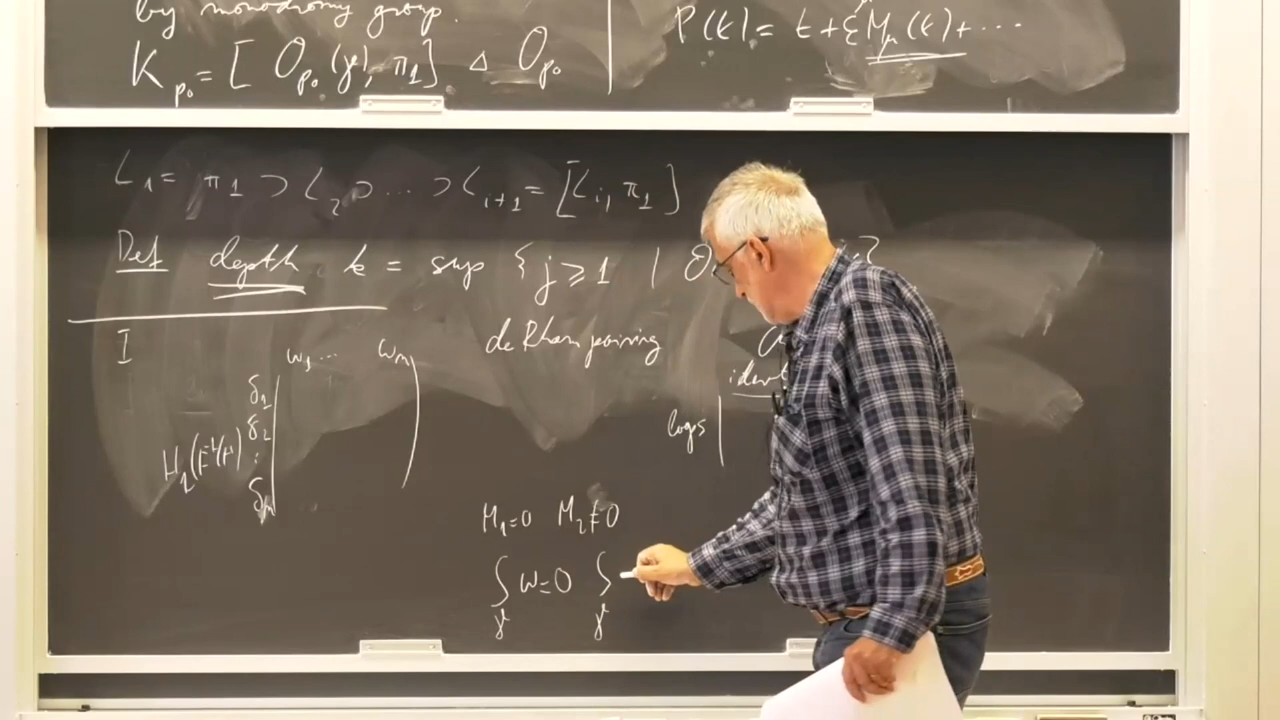 by monodromy group.
K_{p₀} = [ O_{p₀}(γ), π₁ ] ◁ O_{p₀}
P(t) = t + ε^μ M_μ(t) + ...
L₁ = π₁ ⊃ L₂ ⊃ ... ⊃ L_{i+1} = [L_i, π₁]
Def depth k = sup { j ⩾ 1 | O
I
ω₁ ... ω_m
de Rham pairing
δ₁
δ₂
:
δ_m
H₁(F⁻¹(t))
loops
M₁=0 M₂≠0
∫_γ ω=0 ∫_γ